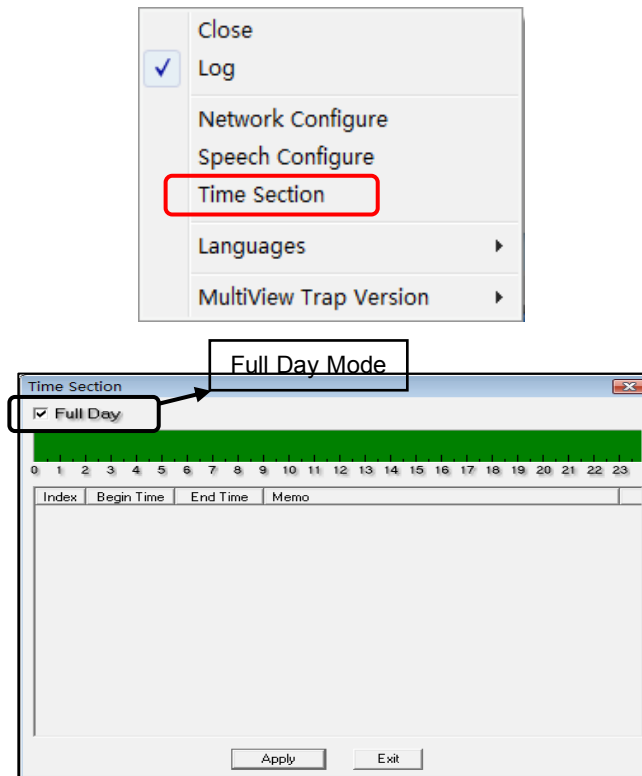 Close
Log
Network Configure
Speech Configure
Time Section
Languages
MultiView Trap Version
Full Day Mode
Time Section
Full Day
0 1 2 3 4 5 6 7 8 9 10 11 12 13 14 15 16 17 18 19 20 21 22 23
Index Begin Time End Time Memo
Apply Exit